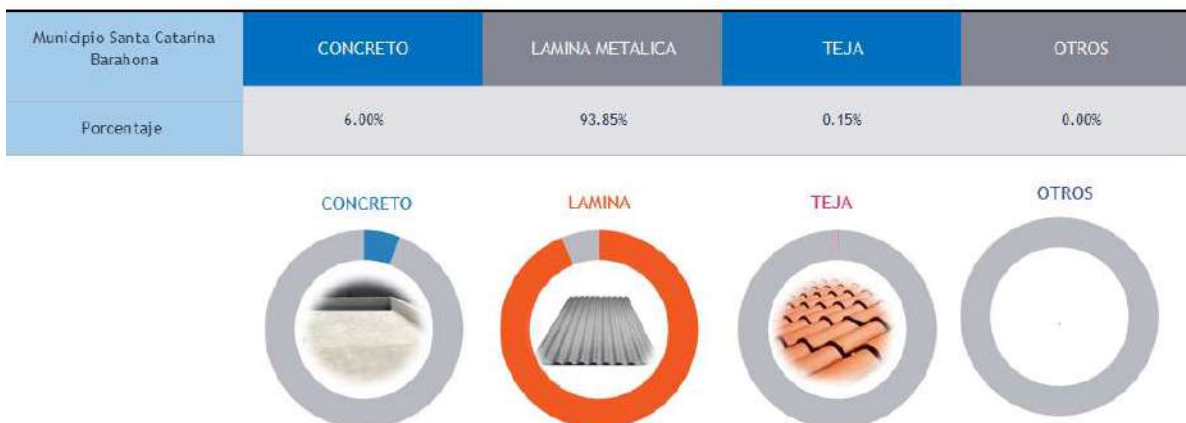 Municipio Santa Catarina
Barahona
CONCRETO
LAMINA METALICA
TEJA
OTROS
Porcentaje
6.00%
93.85%
0.15%
0.00%
CONCRETO
LAMINA
TEJA
OTROS